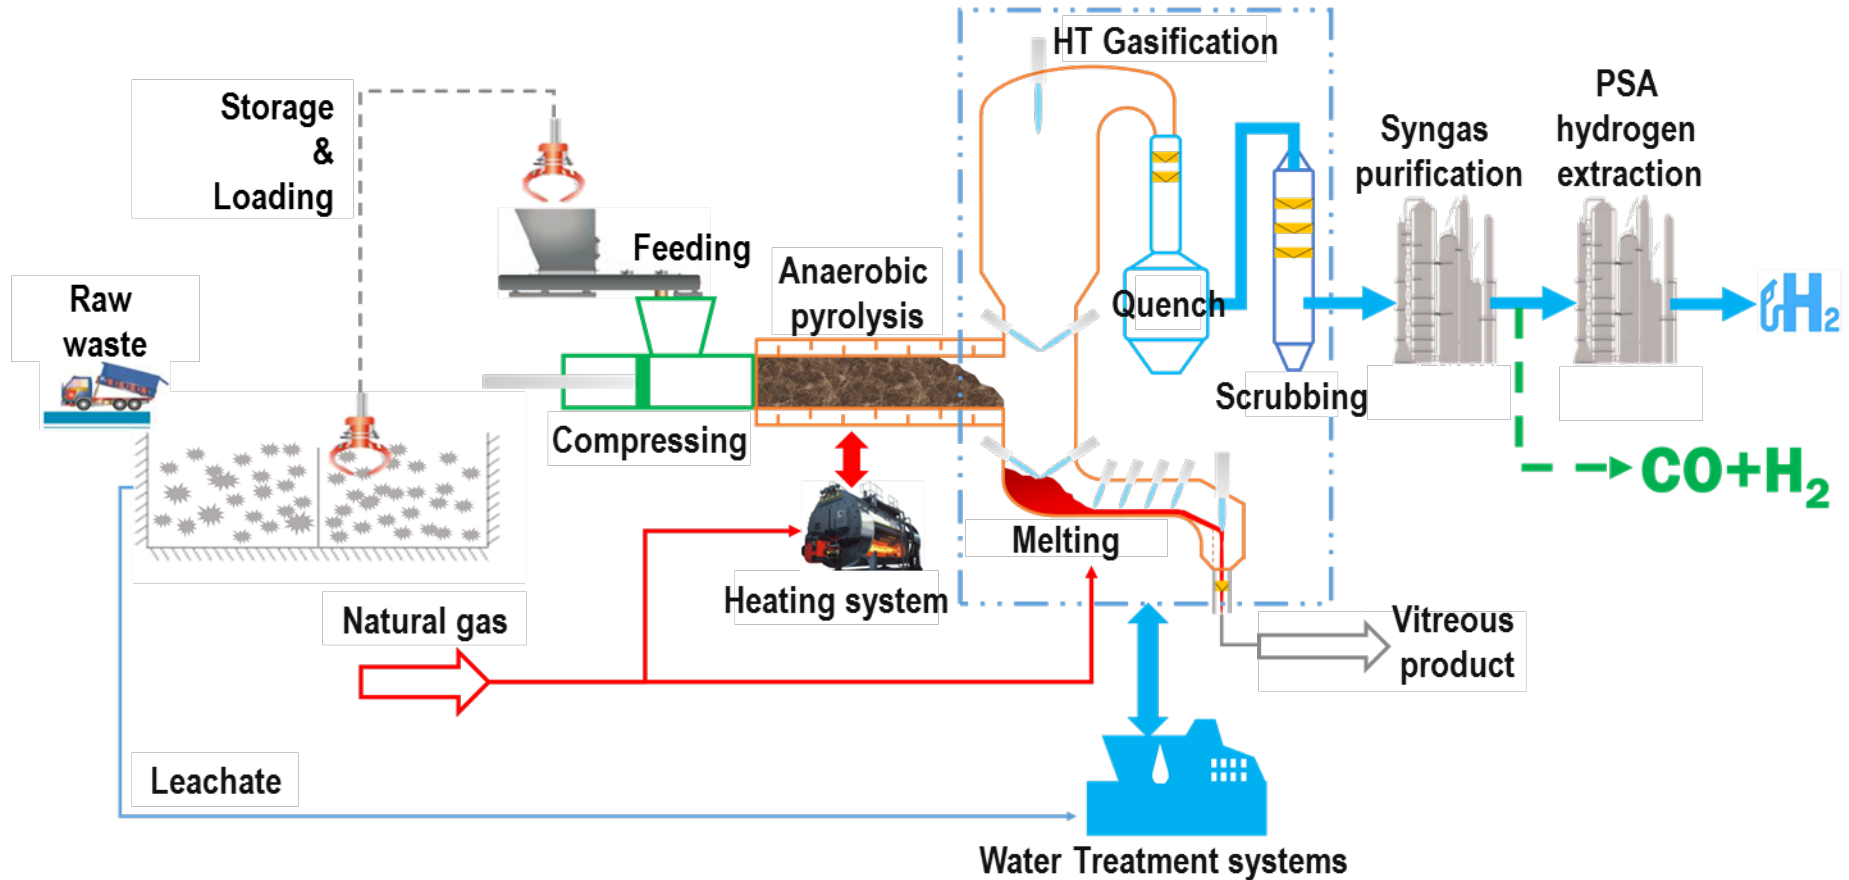 HT Gasification
Storage
&
Loading
PSA
hydrogen
extraction
Syngas
purification
Feeding
Anaerobic
pyrolysis
Raw
waste
Quench
H2
Scrubbing
Compressing
CO+H2
Melting
Heating system
Natural gas
Vitreous
product
Leachate
Water Treatment systems